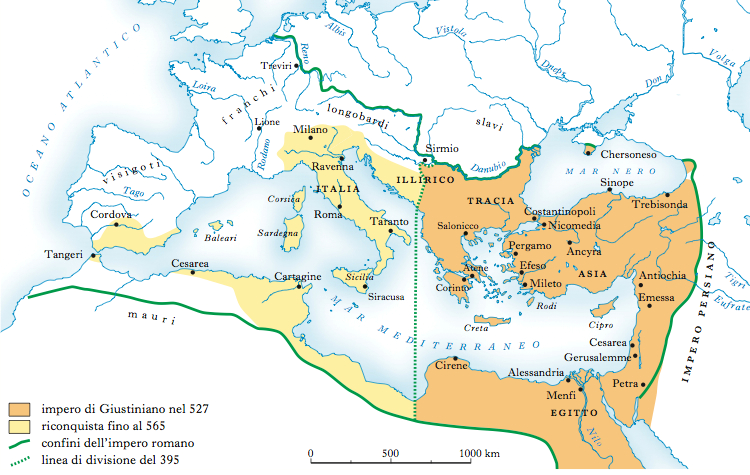 OCEANO ATLANTICO
Albis
Vistola
Reno
Treviri
Dneps
Don
Volga
Loira
franchi
longobardi
slavi
Lione
Milano
Rodano
Sirmio
Chersoneso
Ravenna
Danubio
MAR NERO
visigoti
ILLIRICO
Sinope
Tago
ITALIA
Corsica
TRACIA
Trebisonda
Cordova
Roma
Costantinopoli
Baleari
Sardegna
Taranto
Salonicco
Nicomedia
Tangeri
Pergamo
Ancyra
Cesarea
Cartagine
Sicilia
Atene
Efeso
ASIA
Antiochia
Tigri
Corinto
Mileto
Siracusa
Rodi
Emessa
Eufrate
mauri
MAR MEDITERRANEO
Creta
Cipro
IMPERO PERSIANO
Cesarea
Gerusalemme
Cirene
Alessandria
Petra
Menfi
EGITTO
Nilo
impero di Giustiniano nel 527
riconquista fino al 565
confini dell'impero romano
linea di divisione del 395
0 500 1000 km